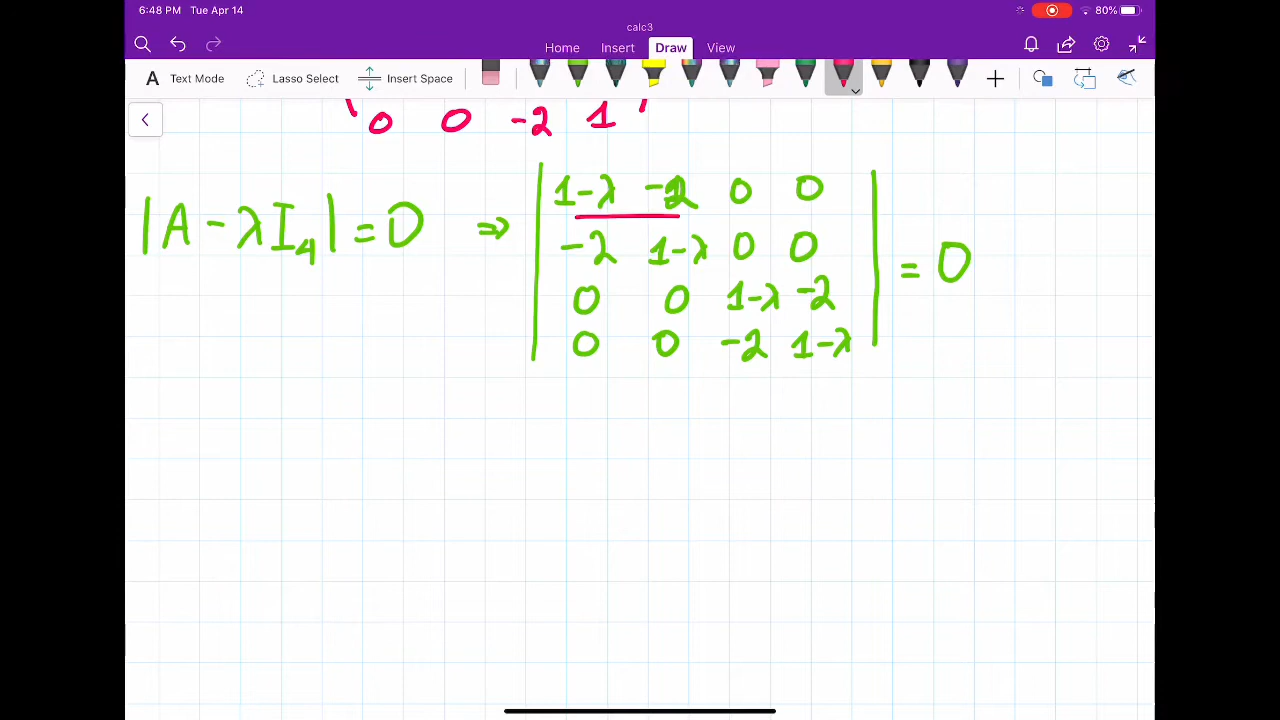 6:48 PM Tue Apr 14 80%
calc3
Home Insert Draw View
A Text Mode Lasso Select Insert Space
0 0 -2 1
|A - λI₄| = 0 ⇒ | 1-λ -2 0 0 |
| -2 1-λ 0 0 | = 0
| 0 0 1-λ -2 |
| 0 0 -2 1-λ |